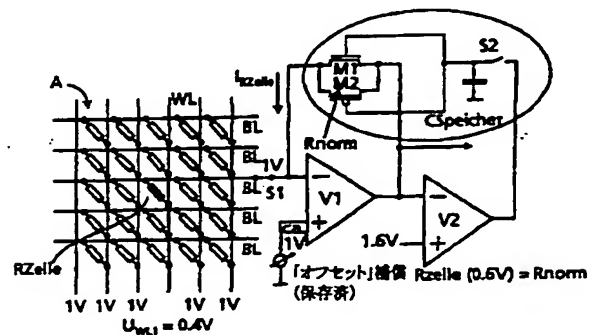 S2
M1
M2
A
WL
iRZelle
Rnorm
CSpeicher
BL
BL
BL
BL
BL
1V
S1
V1
V2
1V
1.6V
RZelle
「オフセット」補償
(保存済)
Rzelle (0.6V) = Rnorm
1V 1V 1V 1V
UWL1 = 0.4V